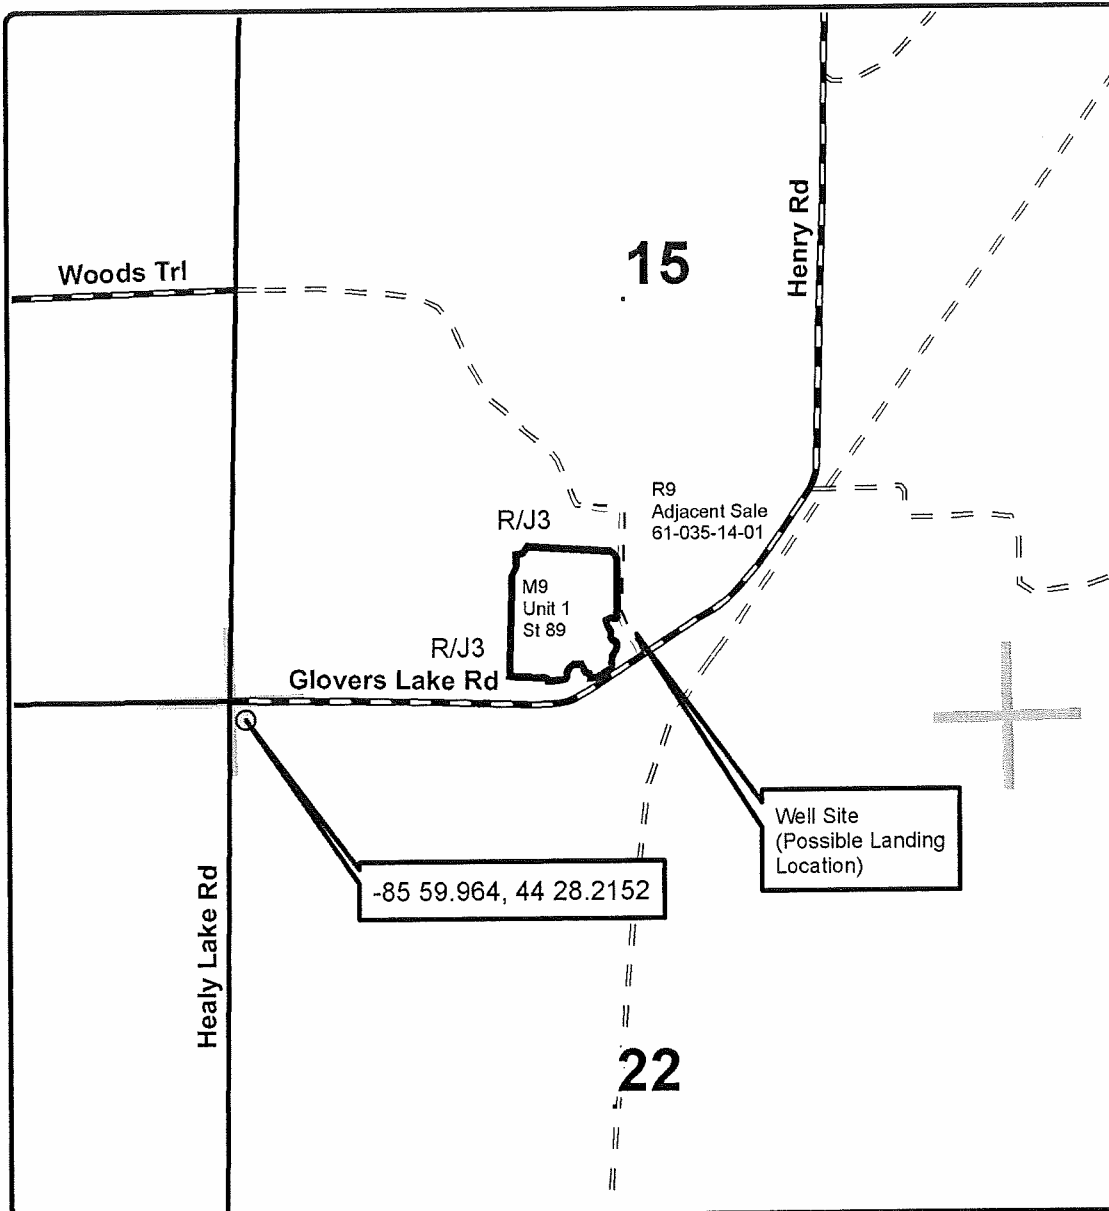 Woods Trl
15
Henry Rd
R9
Adjacent Sale
61-035-14-01
R/J3
M9
Unit 1
St 89
R/J3
Glovers Lake Rd
Well Site
(Possible Landing
Location)
-85 59.964, 44 28.2152
Healy Lake Rd
22